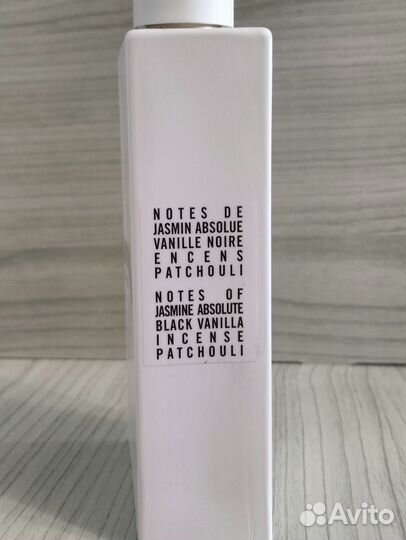 NOTES DE
JASMIN ABSOLUE
VANILLE NOIRE
ENCENS
PATCHOULI
NOTES OF
JASMINE ABSOLUTE
BLACK VANILLA
INCENSE
PATCHOULI
Avito